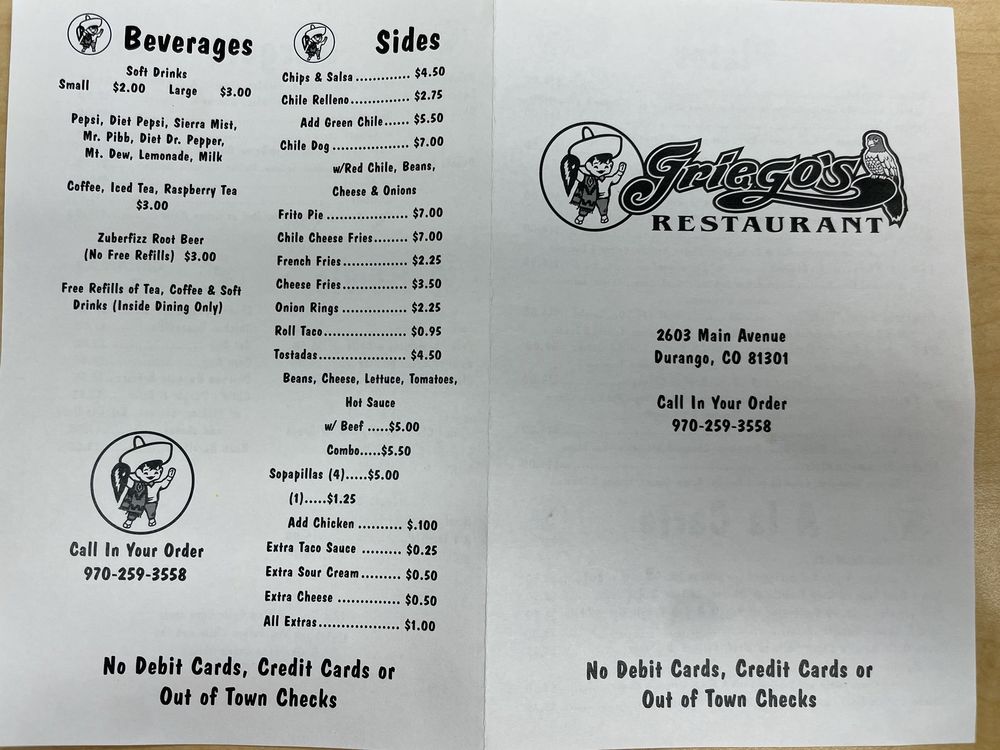 Beverages
Soft Drinks
Small $2.00 Large $3.00
Pepsi, Diet Pepsi, Sierra Mist,
Mr. Pibb, Diet Dr. Pepper,
Mt. Dew, Lemonade, Milk
Coffee, Iced Tea, Raspberry Tea
$3.00
Zuberfizz Root Beer
(No Free Refills) $3.00
Free Refills of Tea, Coffee & Soft
Drinks (Inside Dining Only)
Call In Your Order
970-259-3558
Sides
Chips & Salsa ............. $4.50
Chile Relleno.............. $2.75
Add Green Chile...... $5.50
Chile Dog .................. $7.00
w/Red Chile, Beans,
Cheese & Onions
Frito Pie ................... $7.00
Chile Cheese Fries........ $7.00
French Fries............... $2.25
Cheese Fries............... $3.50
Onion Rings ............... $2.25
Roll Taco................... $0.95
Tostadas.................... $4.50
Beans, Cheese, Lettuce, Tomatoes,
Hot Sauce
w/ Beef .....$5.00
Combo.....$5.50
Sopapillas (4).....$5.00
(1).....$1.25
Add Chicken .......... $.100
Extra Taco Sauce ......... $0.25
Extra Sour Cream......... $0.50
Extra Cheese .............. $0.50
All Extras.................. $1.00
No Debit Cards, Credit Cards or
Out of Town Checks
Griego's
RESTAURANT
2603 Main Avenue
Durango, CO 81301
Call In Your Order
970-259-3558
No Debit Cards, Credit Cards or
Out of Town Checks